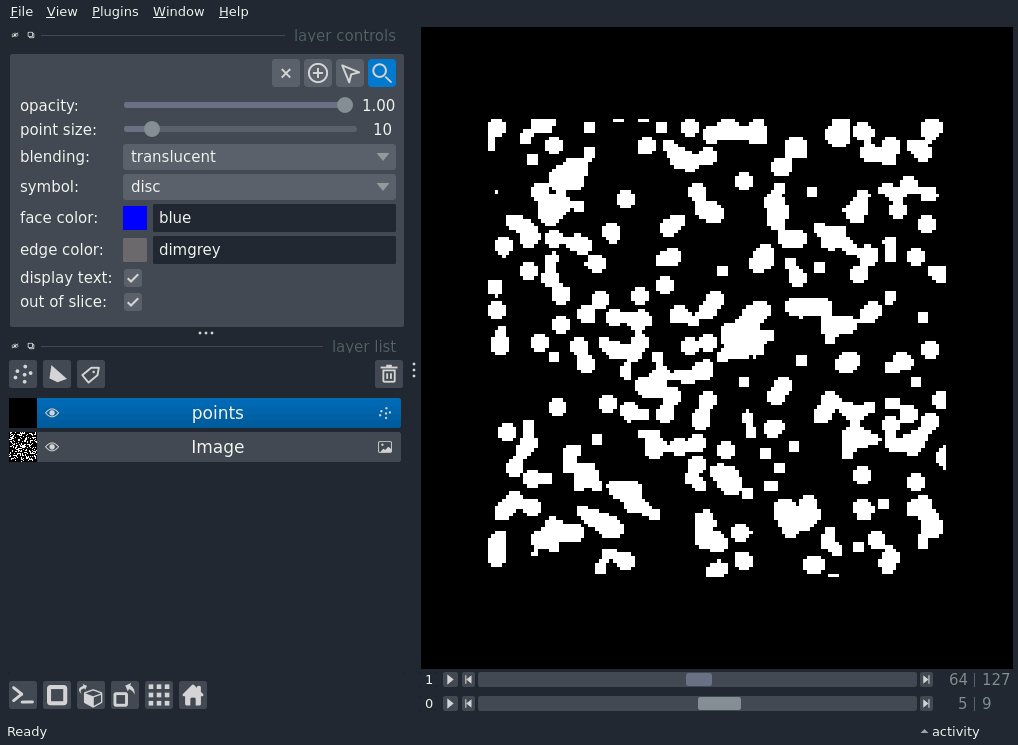 File View Plugins Window Help
layer controls
opacity: 1.00
point size: 10
blending: translucent
symbol: disc
face color: blue
edge color: dimgrey
display text:
out of slice:
layer list
points
Image
1 64 | 127
0 5 | 9
Ready activity